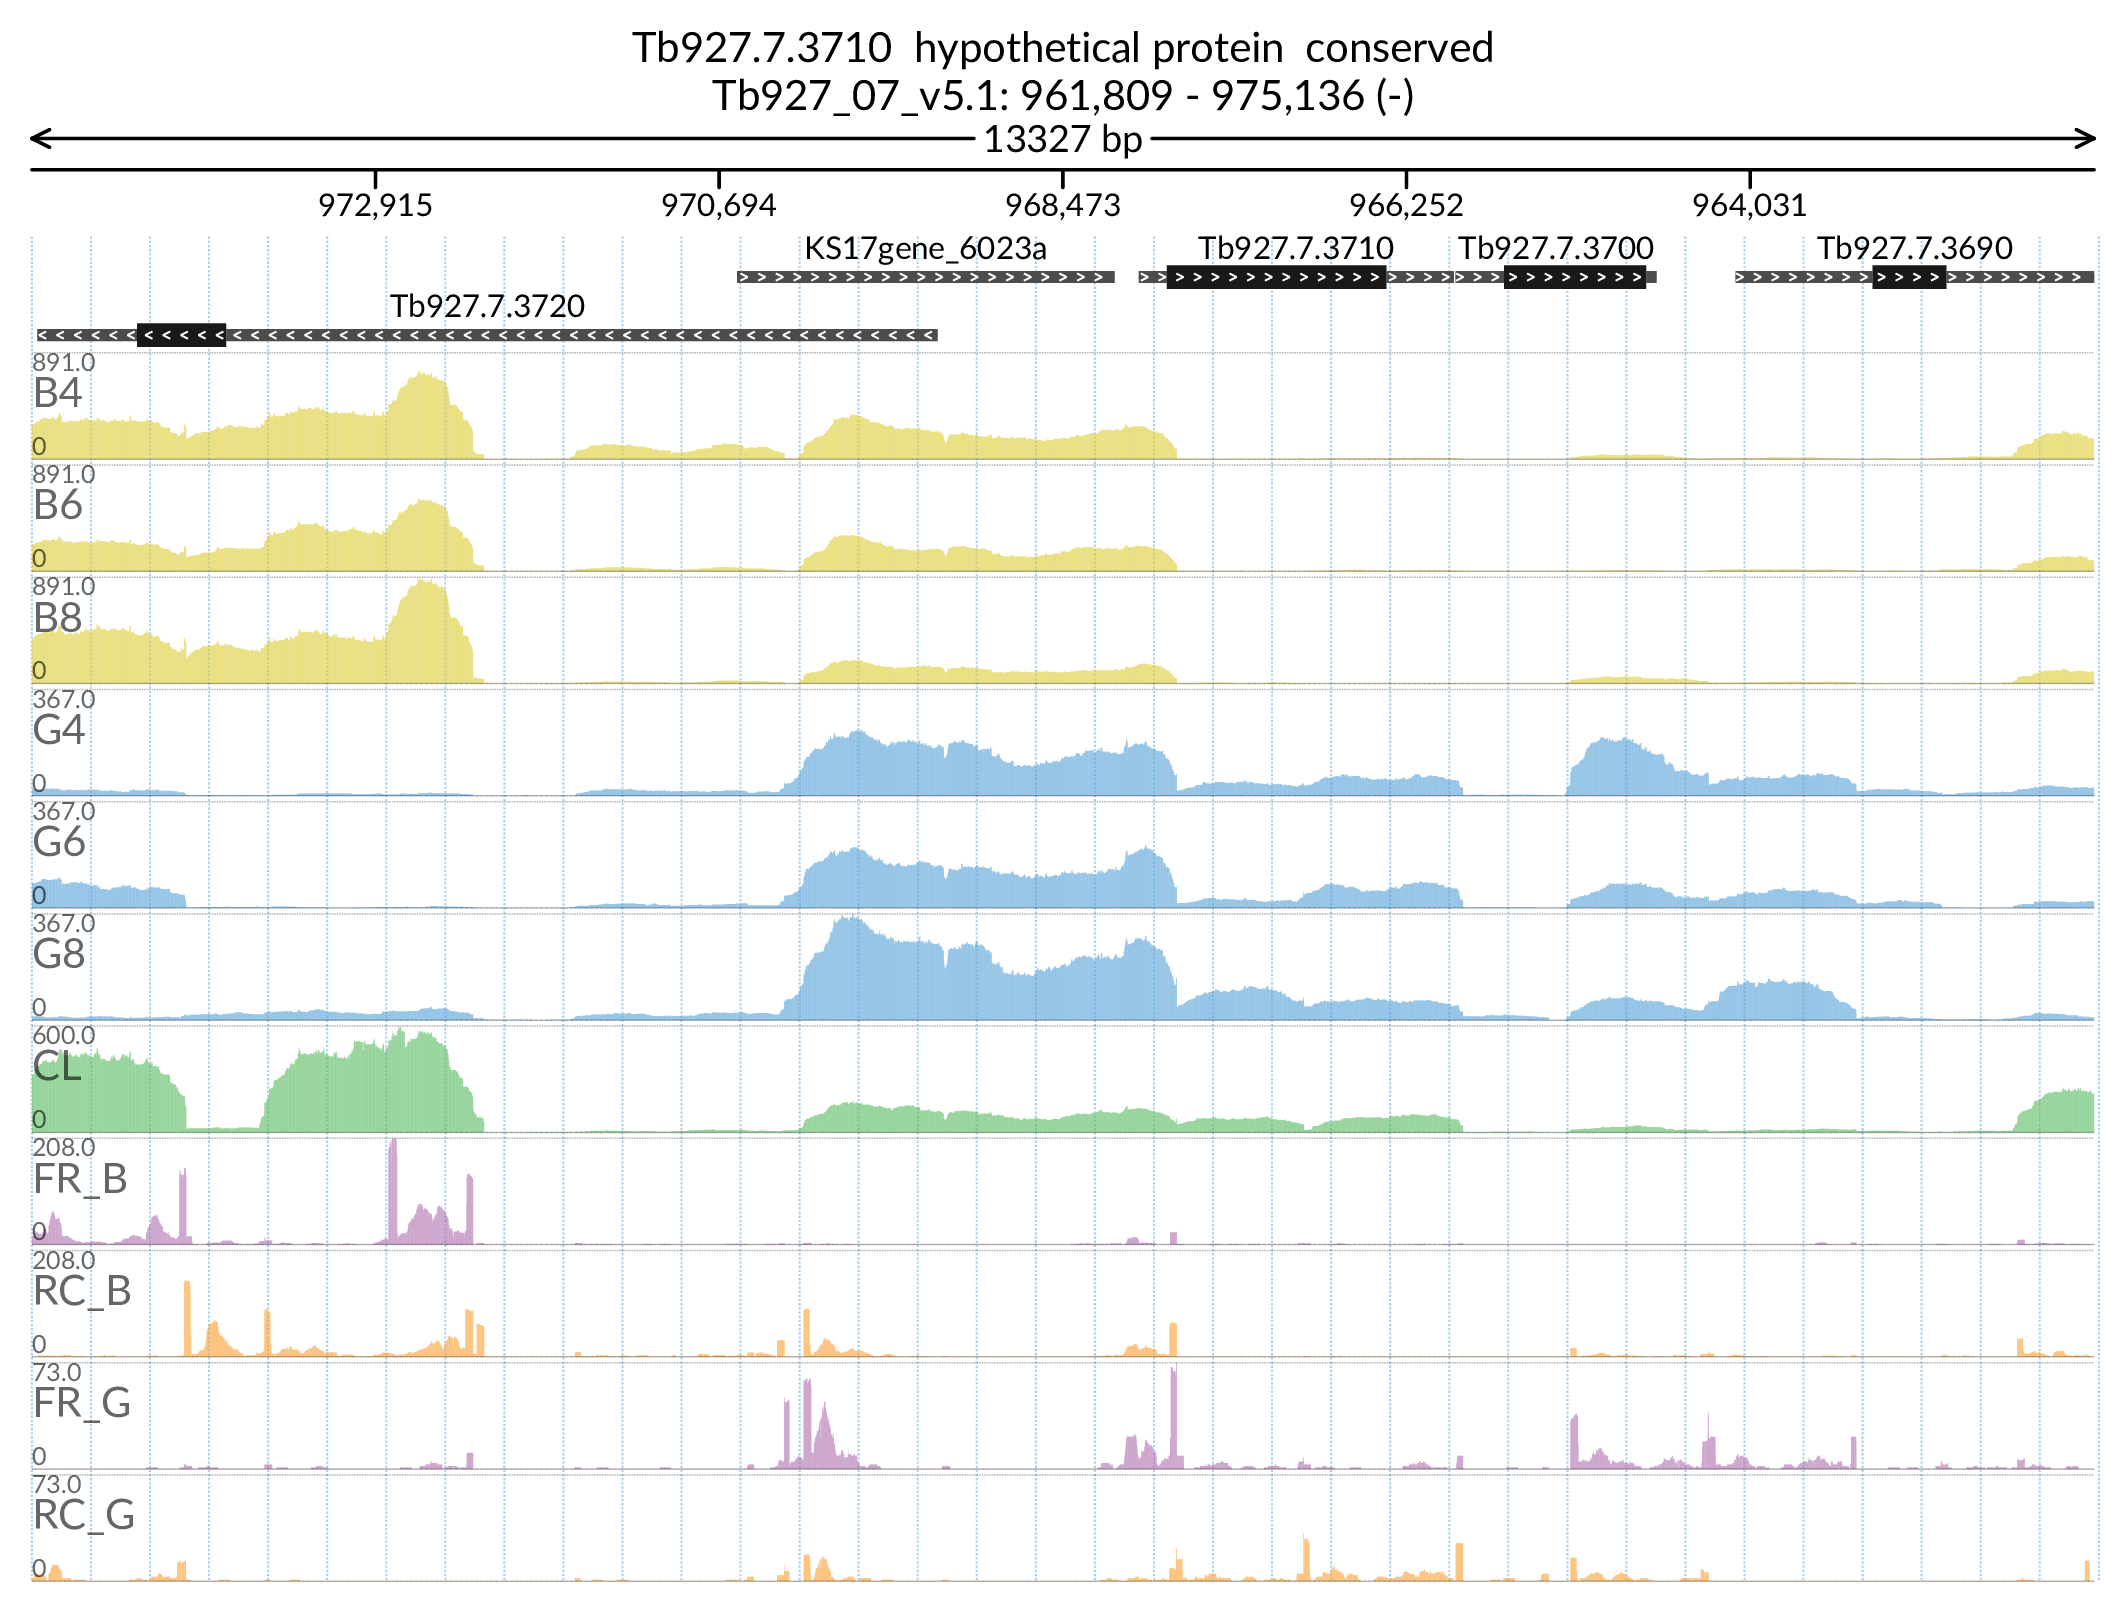 Tb927.7.3710  hypothetical protein  conserved
Tb927_07_v5.1: 961,809 - 975,136 (-)
13327 bp
972,915 970,694 968,473 966,252 964,031
KS17gene_6023a Tb927.7.3710 Tb927.7.3700 Tb927.7.3690
Tb927.7.3720
891.0
B4
0
891.0
B6
0
891.0
B8
0
367.0
G4
0
367.0
G6
0
367.0
G8
0
600.0
CL
0
208.0
FR_B
0
208.0
RC_B
0
73.0
FR_G
0
73.0
RC_G
0